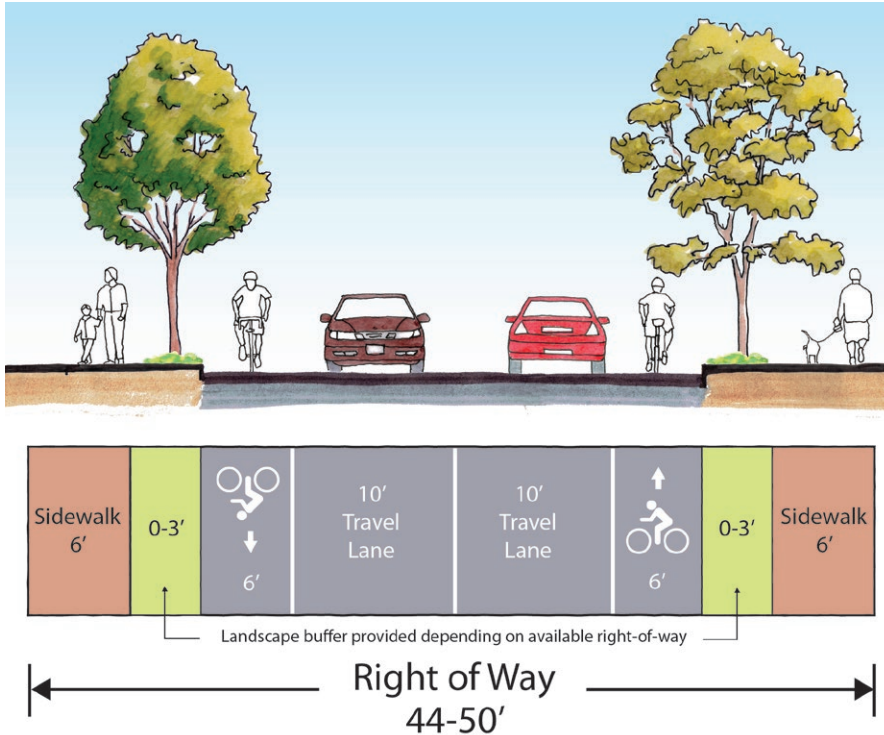 Sidewalk
6’
0-3’
6’
10’
Travel
Lane
10’
Travel
Lane
6’
0-3’
Sidewalk
6’
Landscape buffer provided depending on available right-of-way
Right of Way
44-50’